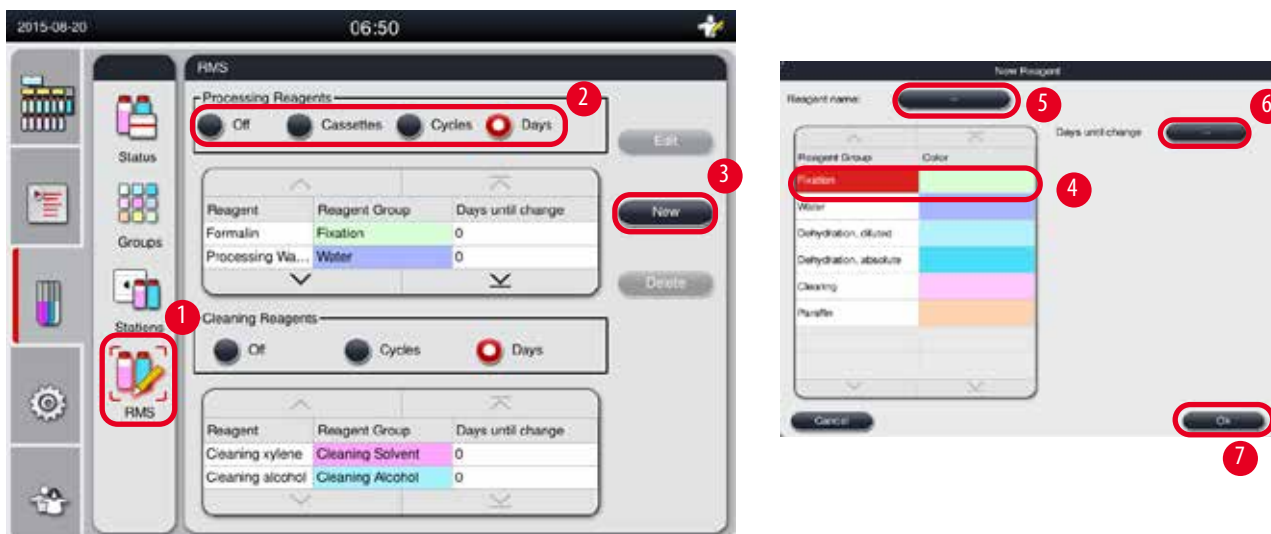 2015-08-20 06:50
RMS
Processing Reagents 2
Off Cassettes Cycles Days
Edit
Status
3
Reagent Reagent Group Days until change
New
Formalin Fixation 0
Groups
Processing Wa... Water 0
Delete
1
Cleaning Reagents
Stations
Off Cycles Days
RMS
Reagent Reagent Group Days until change
Cleaning xylene Cleaning Solvent 0
Cleaning alcohol Cleaning Alcohol 0
New Reagent
Reagent name: -- 5 6
Days until change --
Reagent Group Color
Fixation 4
Water
Dehydration, diluted
Dehydration, absolute
Clearing
Paraffin
Cancel Ok
7